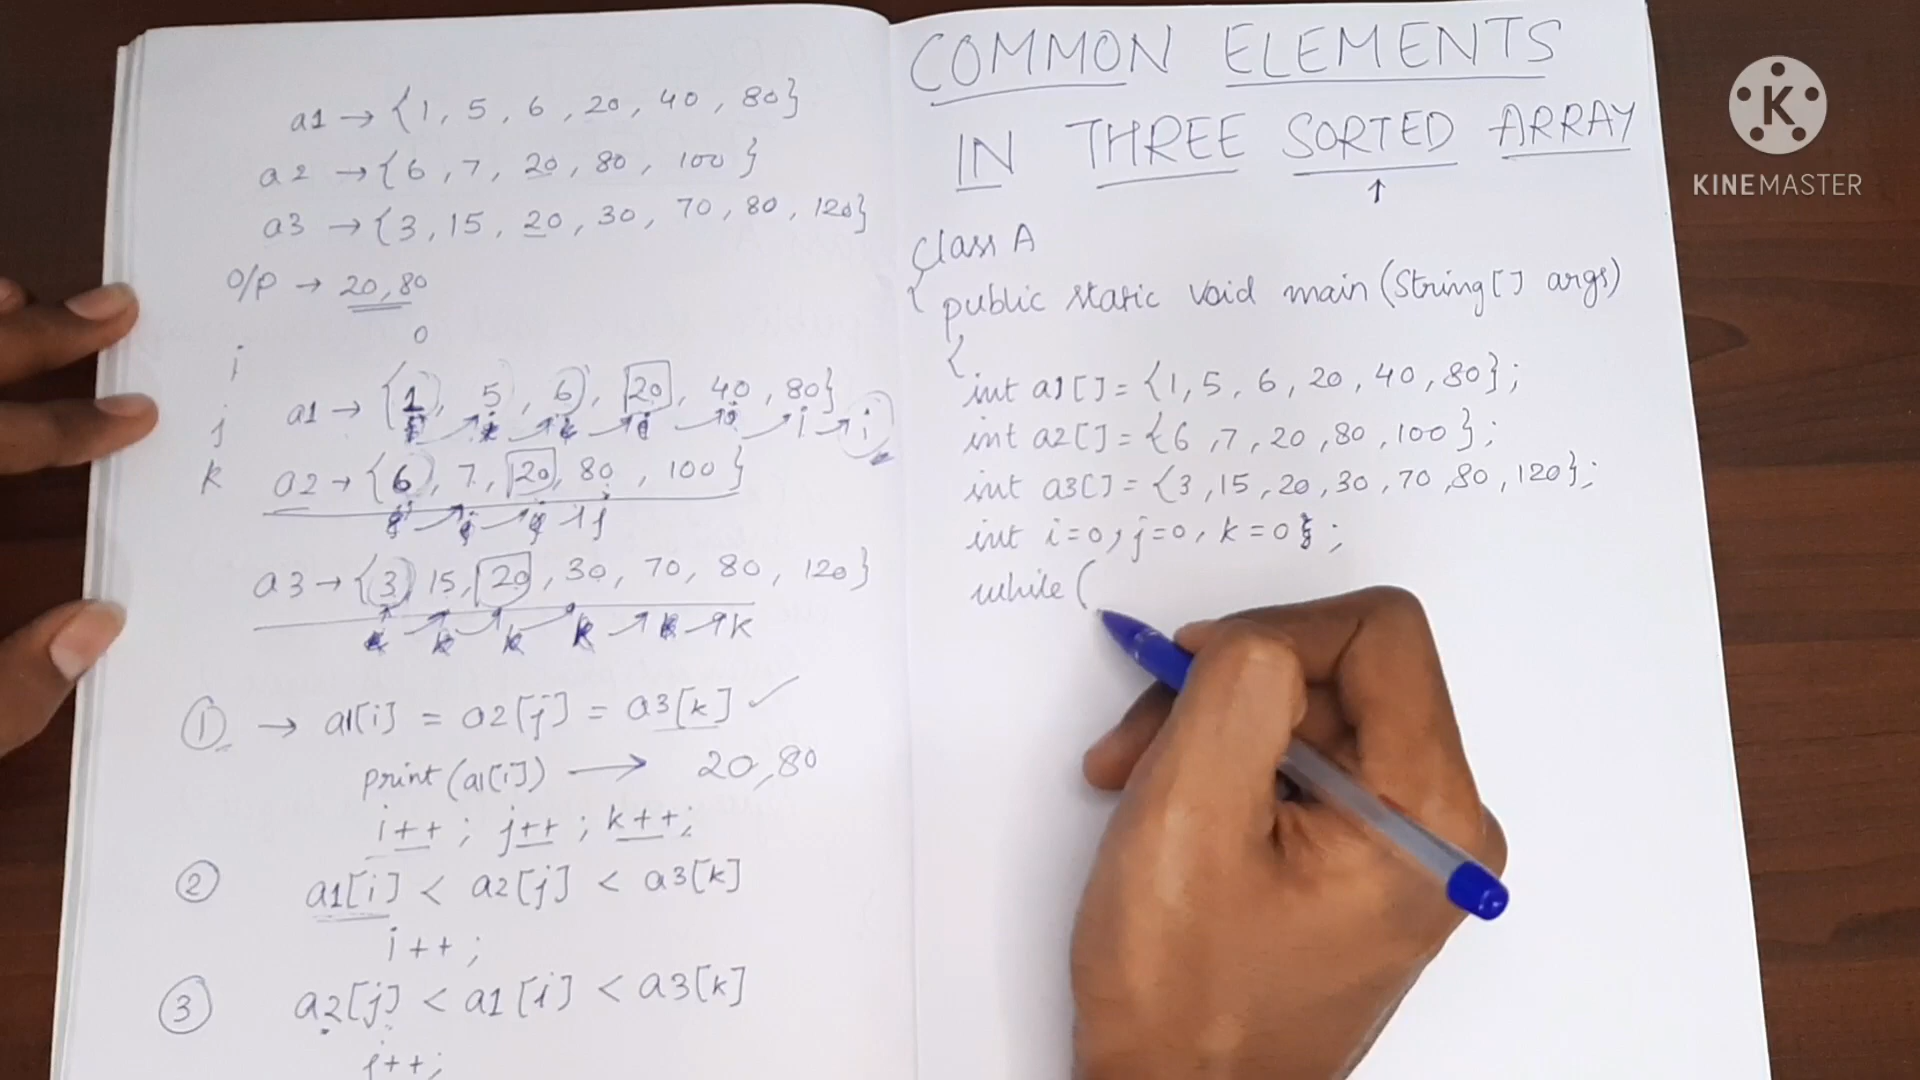 a1 → {1, 5, 6, 20, 40, 80}
a2 → {6, 7, 20, 80, 100}
a3 → {3, 15, 20, 30, 70, 80, 120}
O/P → 20,80
0
i
j
k
a1 → {1, 5, 6, 20, 40, 80}
i i i i i i i
a2 → {6, 7, 20, 80, 100}
j j j j
a3 → {3, 15, 20, 30, 70, 80, 120}
k k k k k k
① → a1[i] = a2[j] = a3[k] ✓
print(a1[i]) → 20,80
i++; j++; k++;
② a1[i] < a2[j] < a3[k]
i++;
③ a2[j] < a1[i] < a3[k]
j++;
COMMON ELEMENTS
IN THREE SORTED ARRAY
↑
Class A
{ public static void main (String[] args)
{
int a1[] = {1, 5, 6, 20, 40, 80};
int a2[] = {6, 7, 20, 80, 100};
int a3[] = {3, 15, 20, 30, 70, 80, 120};
int i=0, j=0, k=0;
while (
K
KINEMASTER